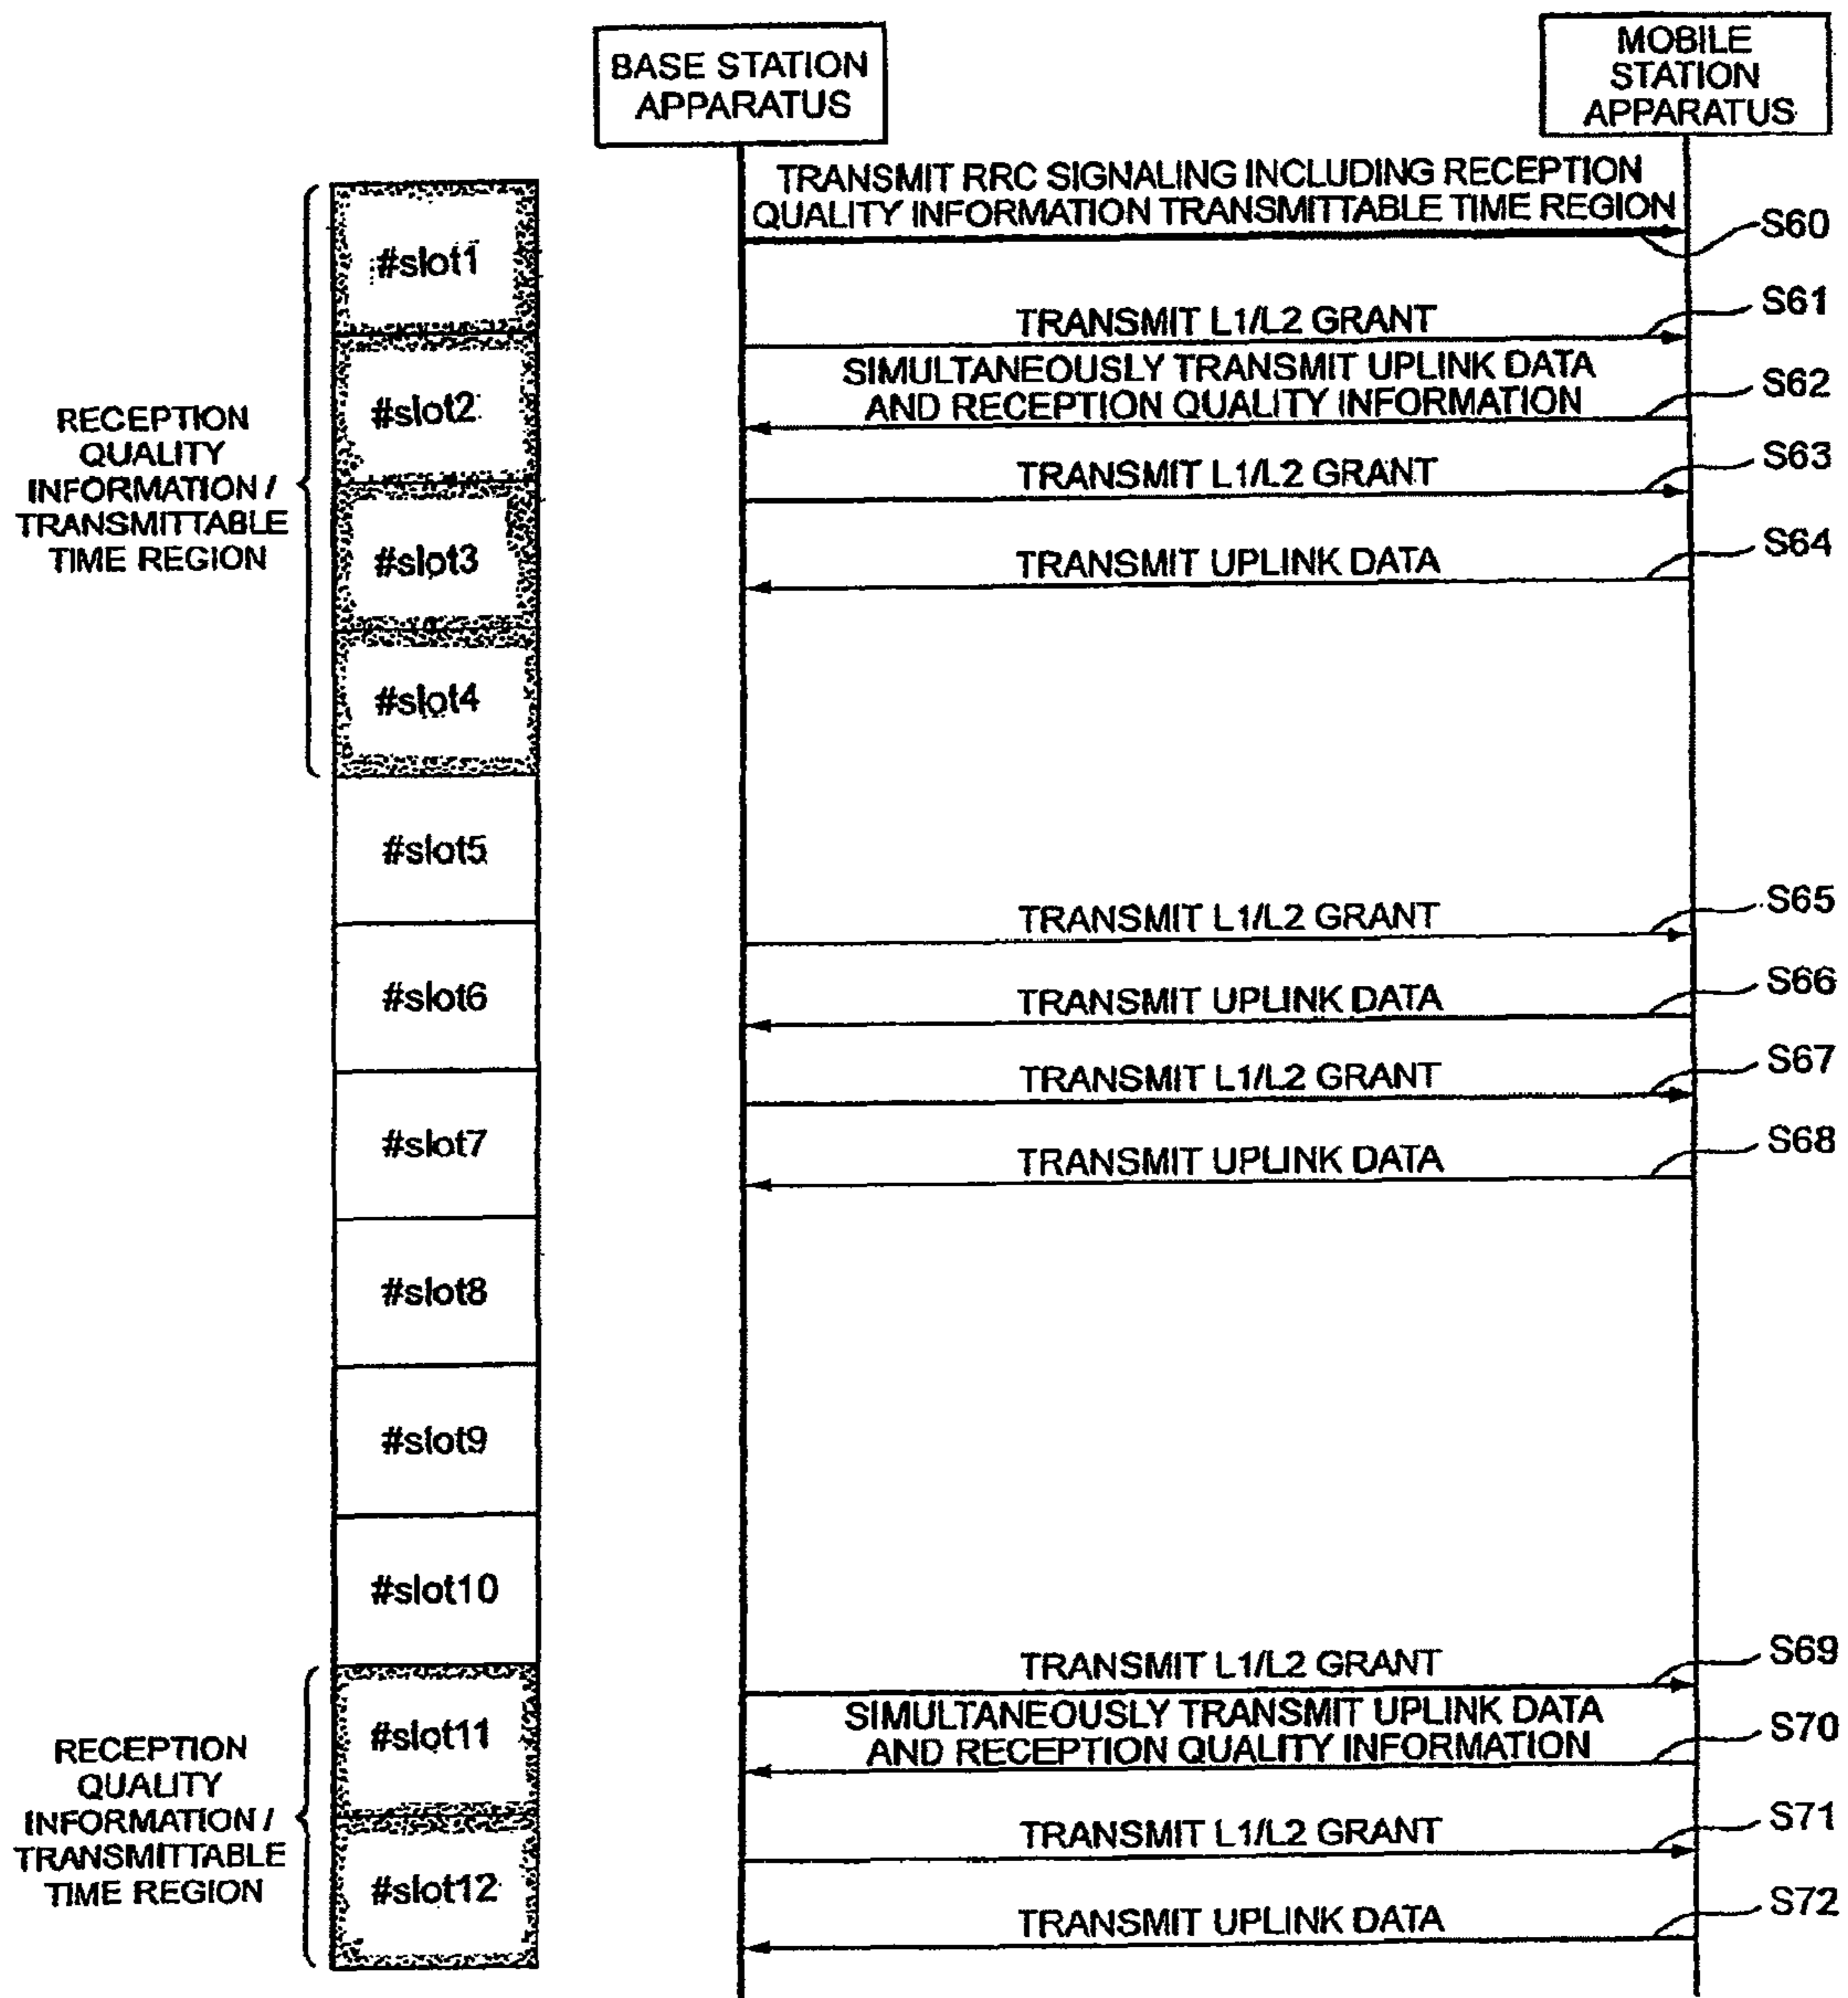 BASE STATION
APPARATUS
MOBILE
STATION
APPARATUS
TRANSMIT RRC SIGNALING INCLUDING RECEPTION
QUALITY INFORMATION TRANSMITTABLE TIME REGION
S60
#slot1
TRANSMIT L1/L2 GRANT
S61
#slot2
SIMULTANEOUSLY TRANSMIT UPLINK DATA
AND RECEPTION QUALITY INFORMATION
S62
RECEPTION
QUALITY
INFORMATION /
TRANSMITTABLE
TIME REGION
TRANSMIT L1/L2 GRANT
S63
#slot3
TRANSMIT UPLINK DATA
S64
#slot4
#slot5
TRANSMIT L1/L2 GRANT
S65
#slot6
TRANSMIT UPLINK DATA
S66
TRANSMIT L1/L2 GRANT
S67
#slot7
TRANSMIT UPLINK DATA
S68
#slot8
#slot9
#slot10
TRANSMIT L1/L2 GRANT
S69
#slot11
SIMULTANEOUSLY TRANSMIT UPLINK DATA
AND RECEPTION QUALITY INFORMATION
S70
RECEPTION
QUALITY
INFORMATION /
TRANSMITTABLE
TIME REGION
TRANSMIT L1/L2 GRANT
S71
#slot12
TRANSMIT UPLINK DATA
S72